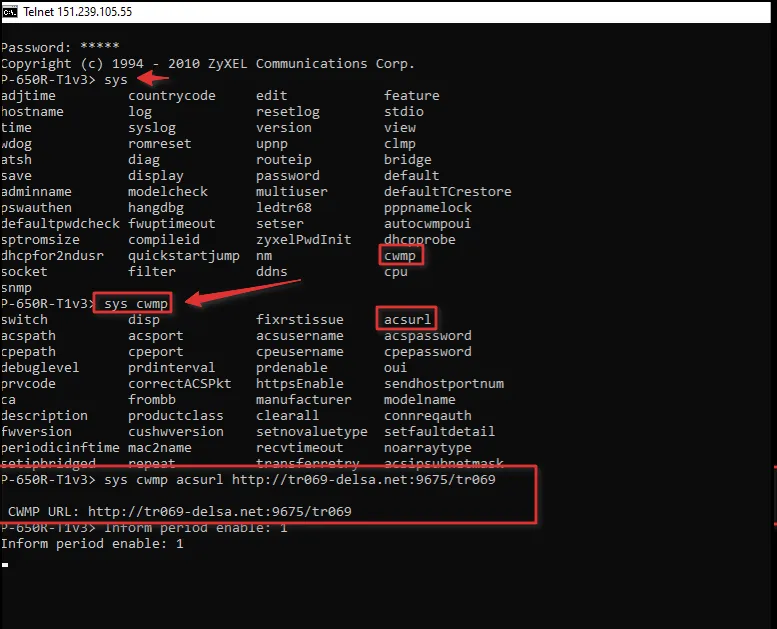 Telnet 151.239.105.55
Password: *****
Copyright (c) 1994 - 2010 ZyXEL Communications Corp.
P-650R-T1v3> sys
adjtime countrycode edit feature
hostname log resetlog stdio
time syslog version view
wdog romreset upnp clmp
atsh diag routeip bridge
save display password default
adminname modelcheck multiuser defaultTCrestore
pswauthen hangdbg ledtr68 pppnamelock
defaultpwdcheck fwuptimeout setser autocwmpoui
sptromsize compileid zyxelPwdInit dhcpprobe
dhcpfor2ndusr quickstartjump nm cwmp
socket filter ddns cpu
snmp
P-650R-T1v3> sys cwmp
switch disp fixrstissue acsurl
acspath acsport acsusername acspassword
cpepath cpeport cpeusername cpepassword
debuglevel prdinterval prdenable oui
prvcode correctACSPkt httpsEnable sendhostportnum
ca frombb manufacturer modelname
description productclass clearall connreqauth
fwversion cushwversion setnovaluetype setfaultdetail
periodicinftime mac2name recvtimeout noarraytype
setipbridged repeat transferretry acsipsubnetmask
P-650R-T1v3> sys cwmp acsurl http://tr069-delsa.net:9675/tr069
CWMP URL: http://tr069-delsa.net:9675/tr069
P-650R-T1v3> Inform period enable: 1
Inform period enable: 1